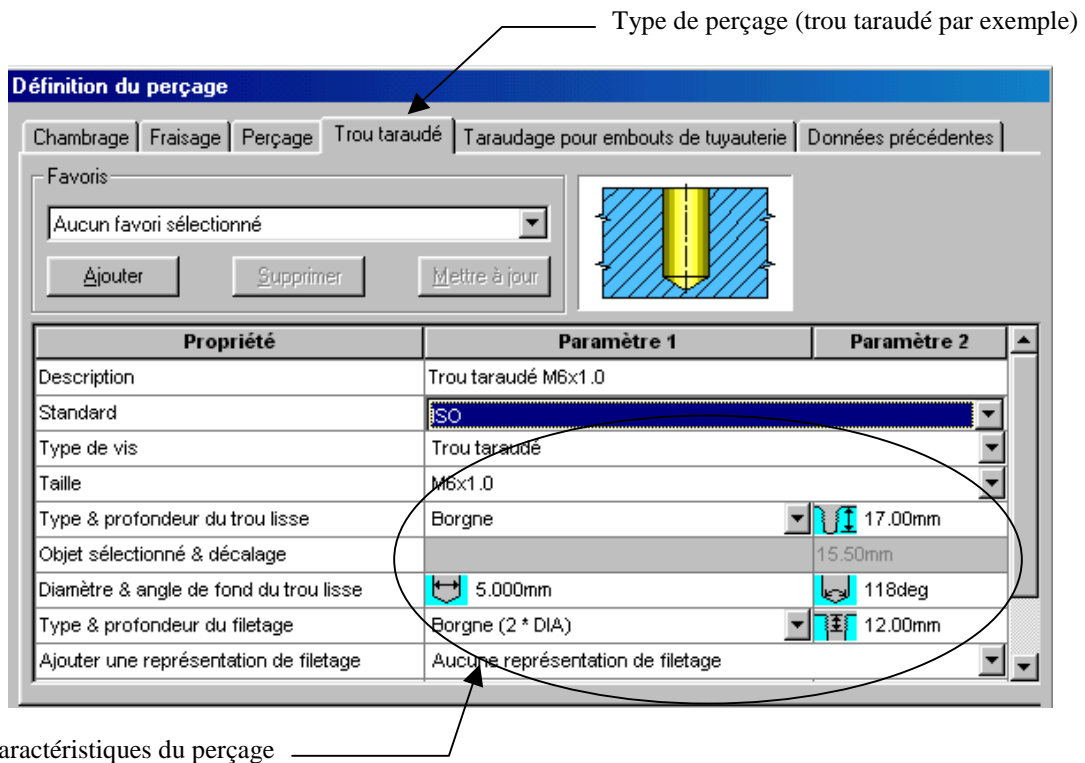 Type de perçage (trou taraudé par exemple)
Définition du perçage
Chambrage Fraisage Perçage Trou taraudé Taraudage pour embouts de tuyauterie Données précédentes
Favoris
Aucun favori sélectionné
Ajouter Supprimer Mettre à jour
Propriété Paramètre 1 Paramètre 2
Description Trou taraudé M6x1.0
Standard ISO
Type de vis Trou taraudé
Taille M6x1.0
Type & profondeur du trou lisse Borgne 17.00mm
Objet sélectionné & décalage 15.50mm
Diamètre & angle de fond du trou lisse 5.000mm 118deg
Type & profondeur du filetage Borgne (2 * DIA) 12.00mm
Ajouter une représentation de filetage Aucune représentation de filetage
aractéristiques du perçage